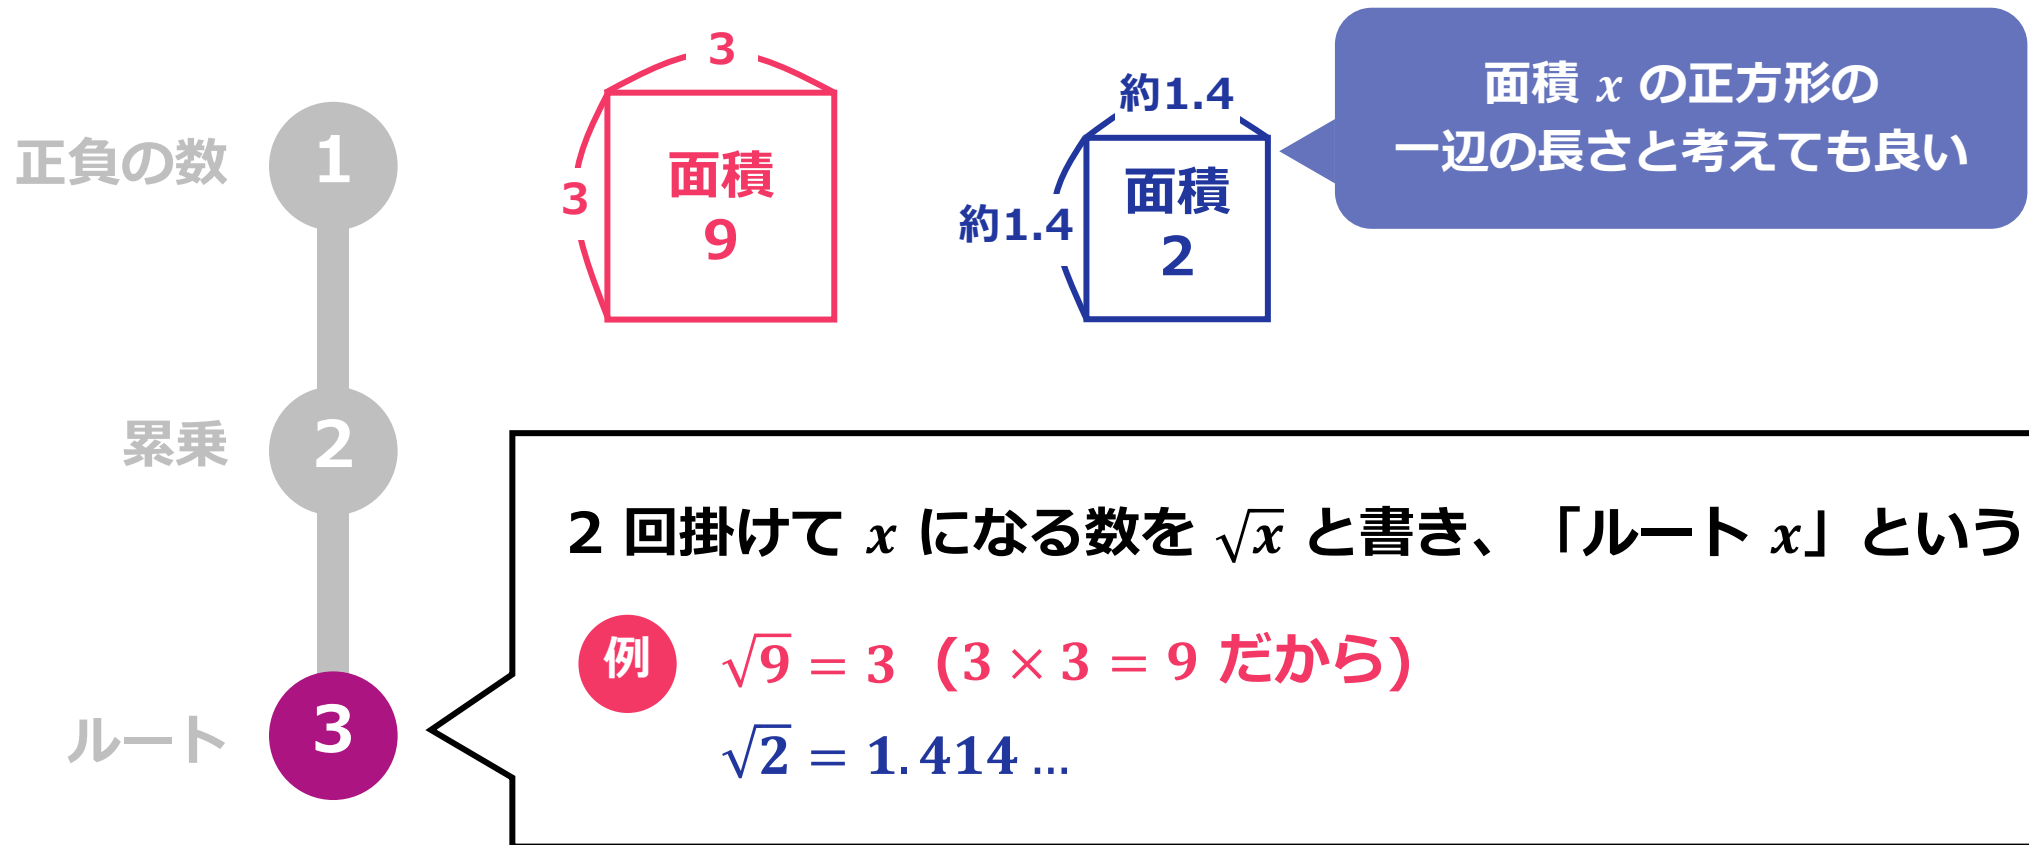 正負の数
1
累乗
2
ルート
3
3
3
面積
9
約1.4
約1.4
面積
2
面積 x の正方形の
一辺の長さと考えても良い
2 回掛けて x になる数を √x と書き、「ルート x」という
例
√9 = 3 (3 × 3 = 9 だから)
√2 = 1.414 …